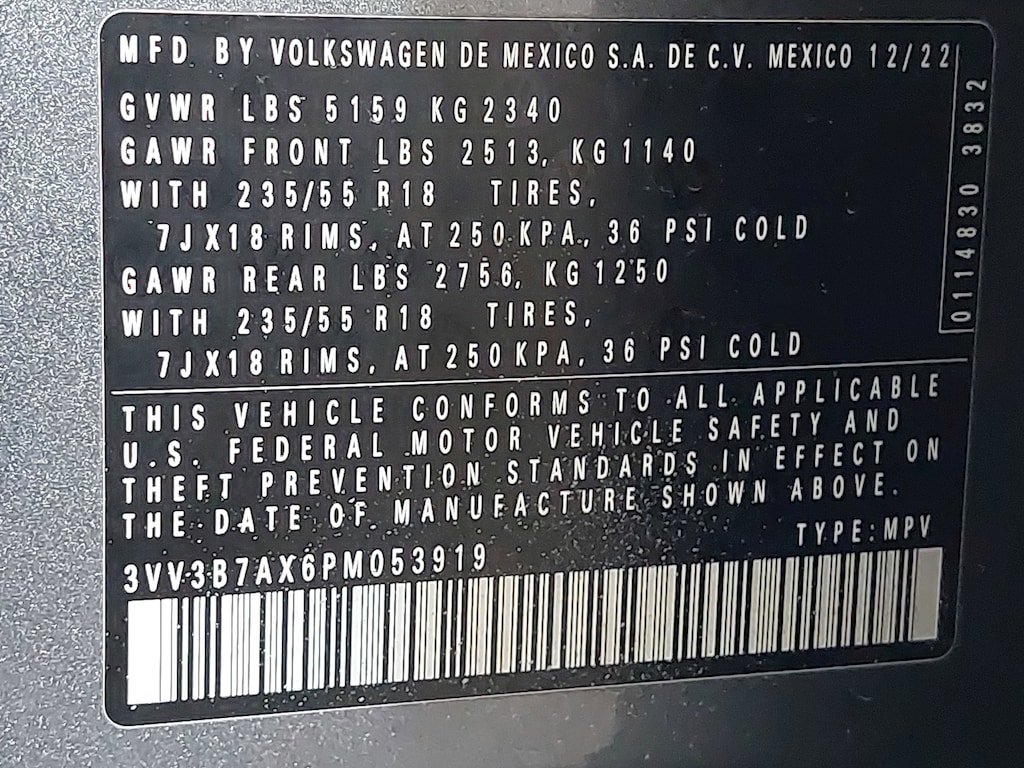 MFD. BY VOLKSWAGEN DE MEXICO S.A. DE C.V. MEXICO 12/22
GVWR LBS 5159 KG 2340
GAWR FRONT LBS 2513, KG 1140
WITH 235/55 R18 TIRES,
7JX18 RIMS, AT 250 KPA, 36 PSI COLD
GAWR REAR LBS 2756, KG 1250
WITH 235/55 R18 TIRES,
7JX18 RIMS, AT 250 KPA, 36 PSI COLD
0114830 3832
THIS VEHICLE CONFORMS TO ALL APPLICABLE
U.S. FEDERAL MOTOR VEHICLE SAFETY AND
THEFT PREVENTION STANDARDS IN EFFECT ON
THE DATE OF MANUFACTURE SHOWN ABOVE.
TYPE: MPV
3VV3B7AX6PM053919